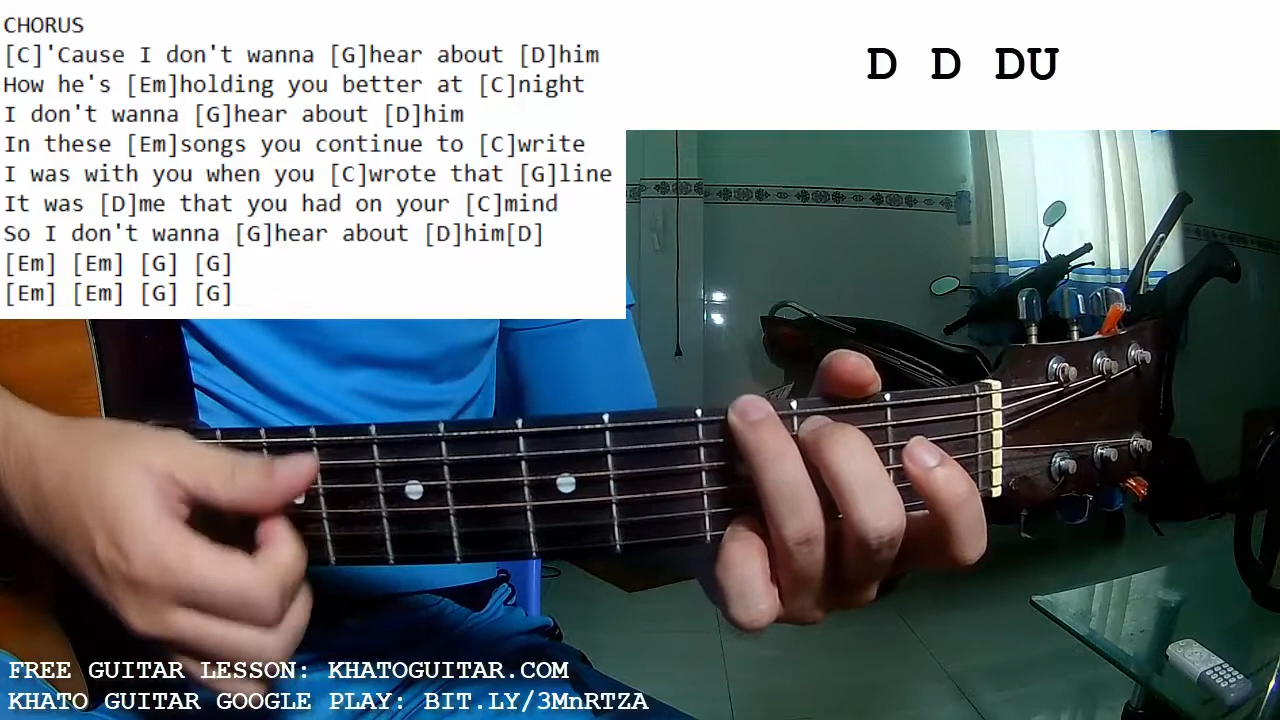 CHORUS
[C]'Cause I don't wanna [G]hear about [D]him
How he's [Em]holding you better at [C]night
I don't wanna [G]hear about [D]him
In these [Em]songs you continue to [C]write
I was with you when you [C]wrote that [G]line
It was [D]me that you had on your [C]mind
So I don't wanna [G]hear about [D]him[D]
[Em] [Em] [G] [G]
[Em] [Em] [G] [G]
D D DU
FREE GUITAR LESSON: KHATOGUITAR.COM
KHATO GUITAR GOOGLE PLAY: BIT.LY/3MnRTZA